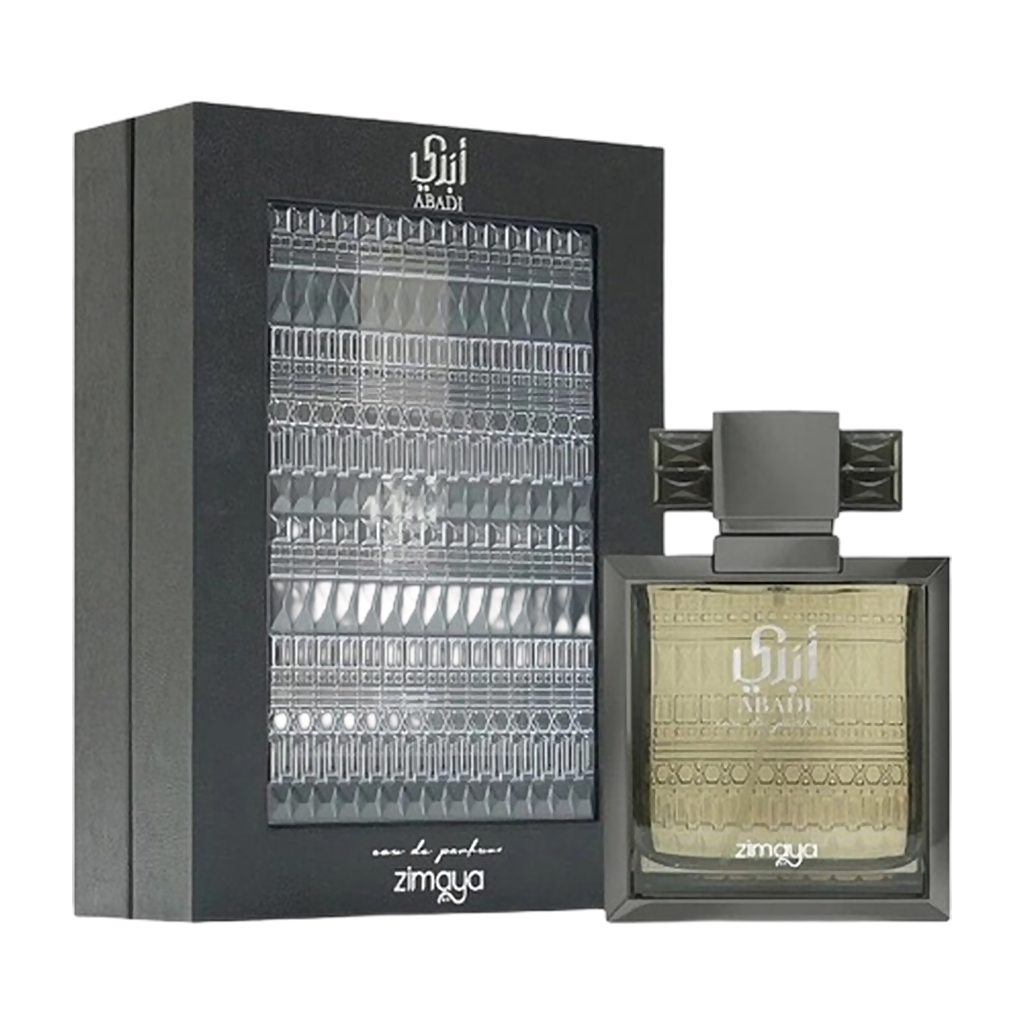 أبدي
ABADI
eau de parfum
zimaya
أبدي
ABADI
zimaya